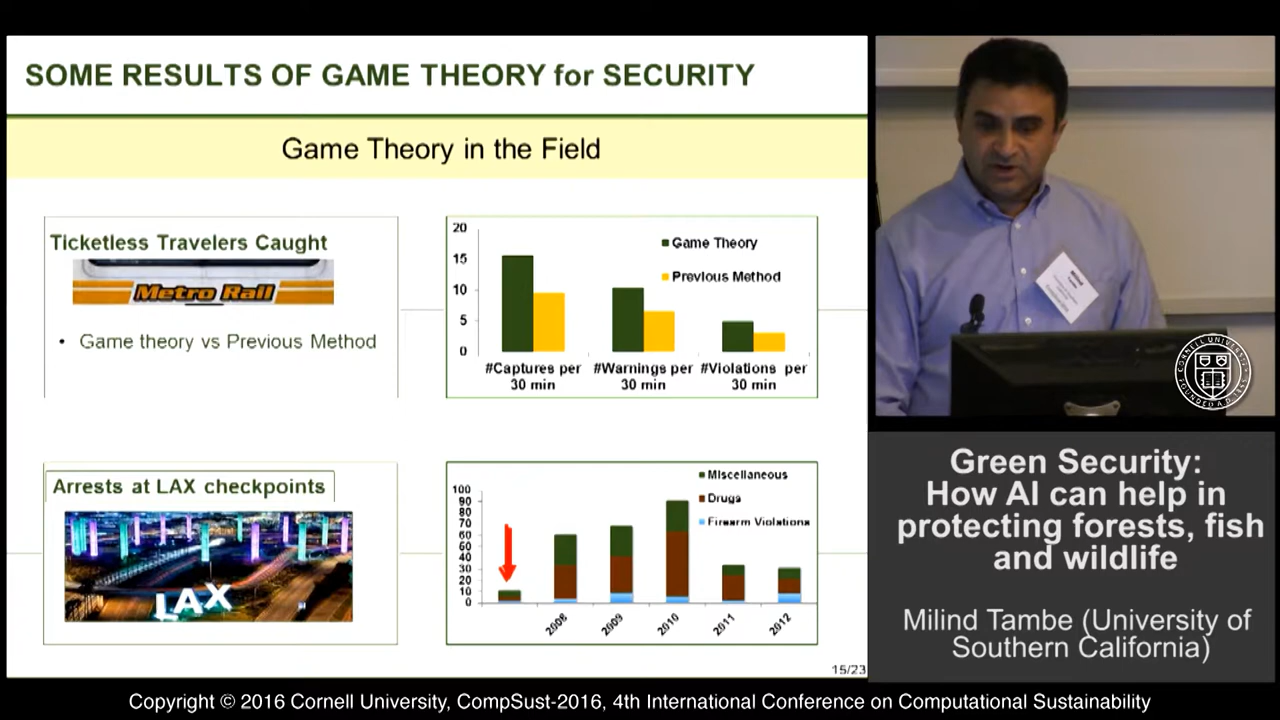 SOME RESULTS OF GAME THEORY for SECURITY
Game Theory in the Field
Ticketless Travelers Caught
Metro Rail
• Game theory vs Previous Method
20
15
10
5
0
Game Theory
Previous Method
#Captures per
30 min
#Warnings per
30 min
#Violations per
30 min
Arrests at LAX checkpoints
LAX
100
90
80
70
60
50
40
30
20
10
0
Miscellaneous
Drugs
Firearm Violations
2008
2009
2010
2011
2012
15/23
CORNELL UNIVERSITY
FOUNDED A.D. 1865
Green Security:
How AI can help in
protecting forests, fish
and wildlife
Milind Tambe (University of
Southern California)
Copyright © 2016 Cornell University, CompSust-2016, 4th International Conference on Computational Sustainability